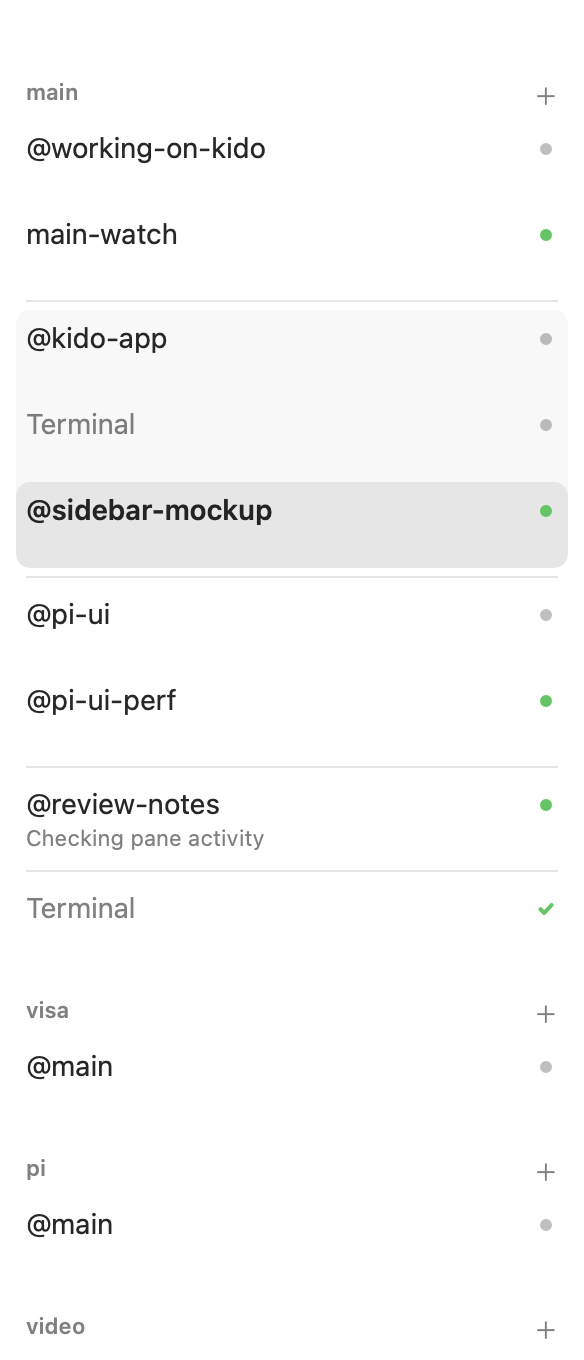 main
@working-on-kido
main-watch
@kido-app
Terminal
@sidebar-mockup
@pi-ui
@pi-ui-perf
@review-notes
Checking pane activity
Terminal
visa
@main
pi
@main
video